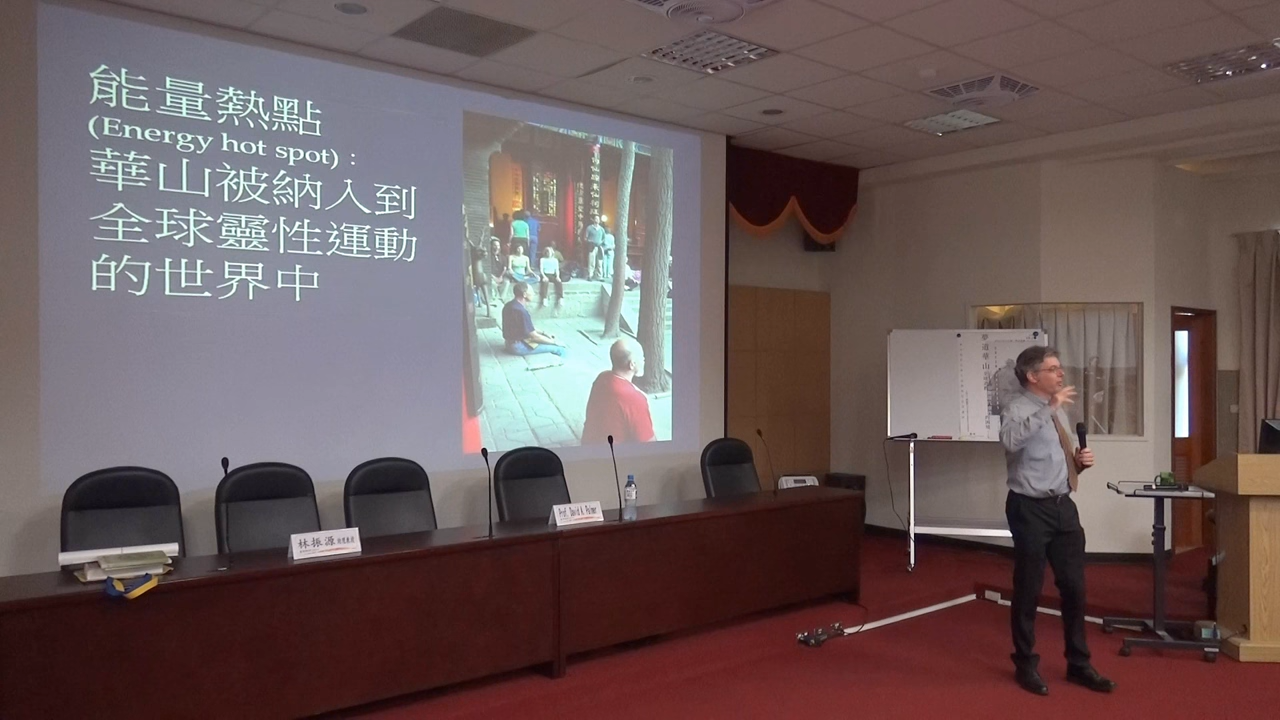 能量熱點
(Energy hot spot)：
華山被納入到
全球靈性運動
的世界中
林振源
Prof. David A. Palmer